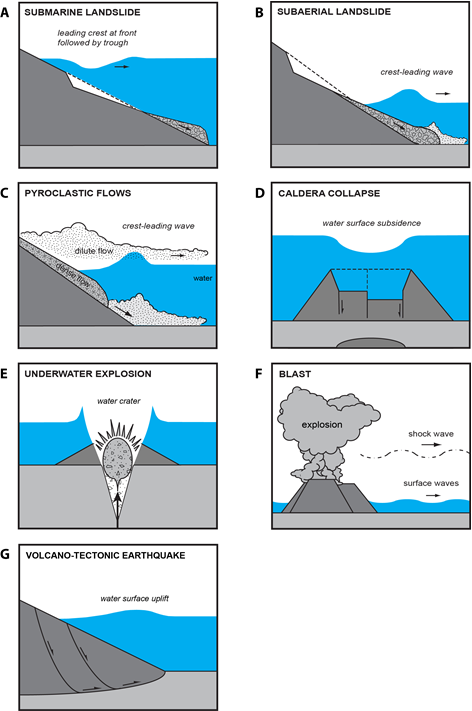 A
SUBMARINE LANDSLIDE
leading crest at front
followed by trough
B
SUBAERIAL LANDSLIDE
crest-leading wave
C
PYROCLASTIC FLOWS
crest-leading wave
dilute flow
water
dense flow
D
CALDERA COLLAPSE
water surface subsidence
E
UNDERWATER EXPLOSION
water crater
F
BLAST
explosion
shock wave
surface waves
G
VOLCANO-TECTONIC EARTHQUAKE
water surface uplift